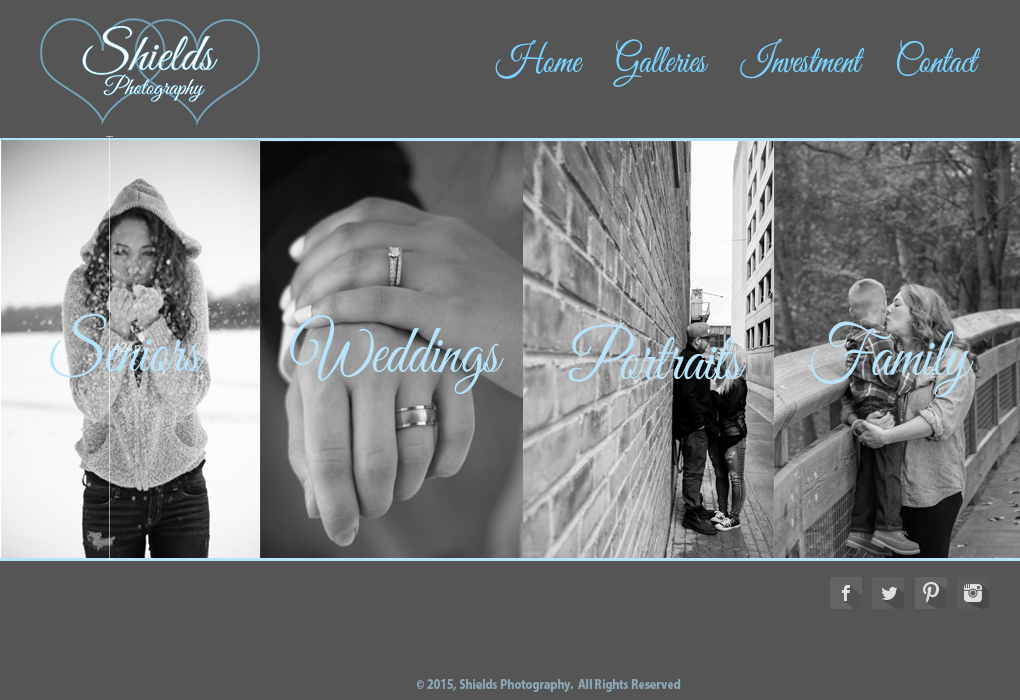 Shields
Photography
Home Galleries Investment Contact
Seniors Weddings Portraits Family
© 2015, Shields Photography. All Rights Reserved